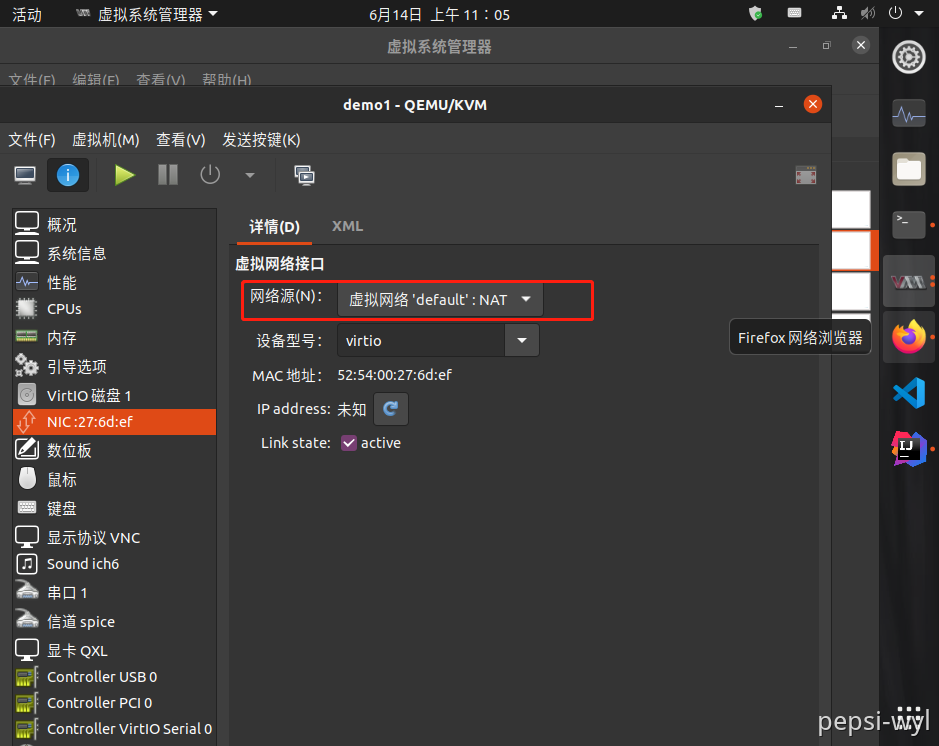 活动 虚拟系统管理器 6月14日 上午 11:05
虚拟系统管理器
文件(F) 编辑(E) 查看(V) 帮助(H)
demo1 - QEMU/KVM
文件(F) 虚拟机(M) 查看(V) 发送按键(K)
概况
系统信息
性能
CPUs
内存
引导选项
VirtIO 磁盘 1
NIC :27:6d:ef
数位板
鼠标
键盘
显示协议 VNC
Sound ich6
串口 1
信道 spice
显卡 QXL
Controller USB 0
Controller PCI 0
Controller VirtIO Serial 0
详情(D) XML
虚拟网络接口
网络源(N): 虚拟网络 'default' : NAT
设备型号: virtio
MAC 地址: 52:54:00:27:6d:ef
IP address: 未知
Link state: active
Firefox 网络浏览器
IJ
pepsi-wyl